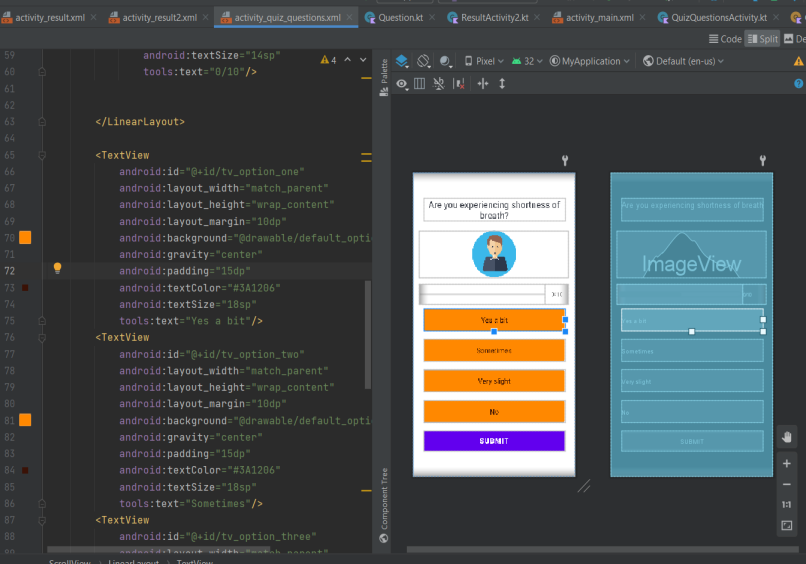 activity_result.xml
activity_result2.xml
activity_quiz_questions.xml
Question.kt
ResultActivity2.kt
activity_main.xml
QuizQuestionsActivity.kt
Code
Split
De
59 android:textSize="14sp"
4
60 tools:text="0/10"/>
61
62
63 </LinearLayout>
64
65 <TextView
66 android:id="@+id/tv_option_one"
67 android:layout_width="match_parent"
68 android:layout_height="wrap_content"
69 android:layout_margin="10dp"
70 android:background="@drawable/default_optio
71 android:gravity="center"
72 android:padding="15dp"
73 android:textColor="#3A1206"
74 android:textSize="18sp"
75 tools:text="Yes a bit"/>
76 <TextView
77 android:id="@+id/tv_option_two"
78 android:layout_width="match_parent"
79 android:layout_height="wrap_content"
80 android:layout_margin="10dp"
81 android:background="@drawable/default_optio
82 android:gravity="center"
83 android:padding="15dp"
84 android:textColor="#3A1206"
85 android:textSize="18sp"
86 tools:text="Sometimes"/>
87 <TextView
88 android:id="@+id/tv_option_three"
89 android:layout_width="match_parent"
ScrollView
LinearLayout
TextView
Palette
Component Tree
Pixel
32
MyApplication
Default (en-us)
Are you experiencing shortness of
breath?
Yes a bit
Sometimes
Very slight
No
SUBMIT
Are you experiencing shortness of breath
ImageView
Yes a bit
Sometimes
Very slight
No
SUBMIT
1:1